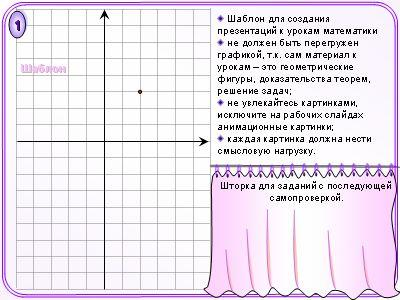 1
Шаблон
Шаблон для создания
презентаций к урокам математики
не должен быть перегружен
графикой, т.к. сам материал к
урокам – это геометрические
фигуры, доказательства теорем,
решение задач;
не увлекайтесь картинками,
исключите на рабочих слайдах
анимационные картинки;
каждая картинка должна нести
смысловую нагрузку.
Шторка для заданий с последующей
самопроверкой.